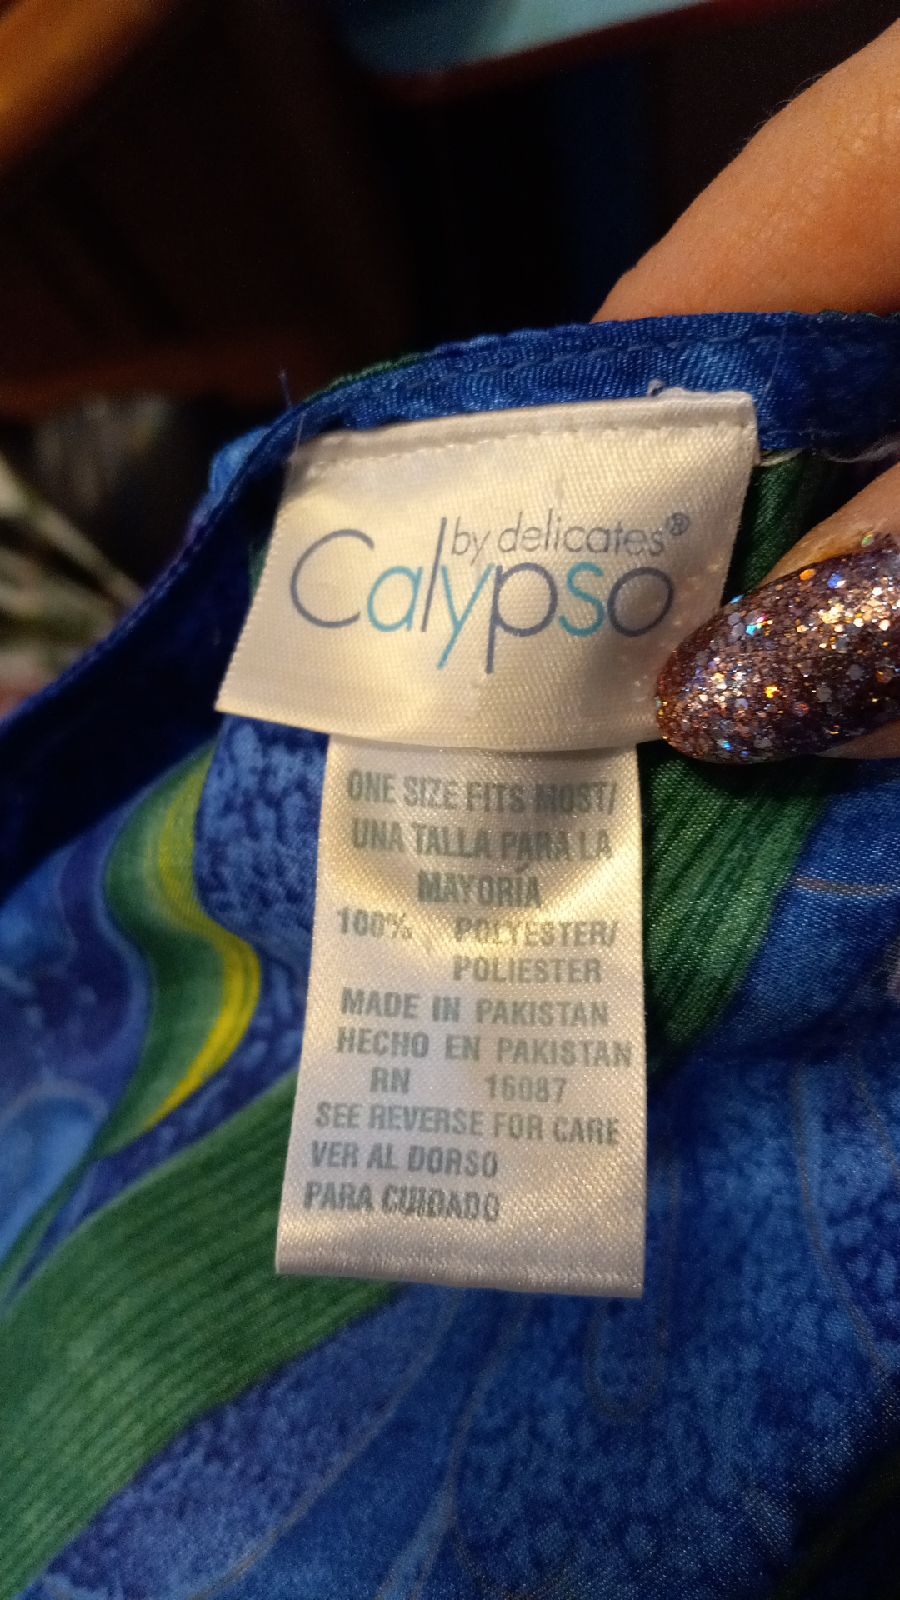 by delicates®
Calypso
ONE SIZE FITS MOST/
UNA TALLA PARA LA
MAYORÍA
100% POLYESTER/
POLIESTER
MADE IN PAKISTAN
HECHO EN PAKISTAN
RN 16087
SEE REVERSE FOR CARE
VER AL DORSO
PARA CUIDADO